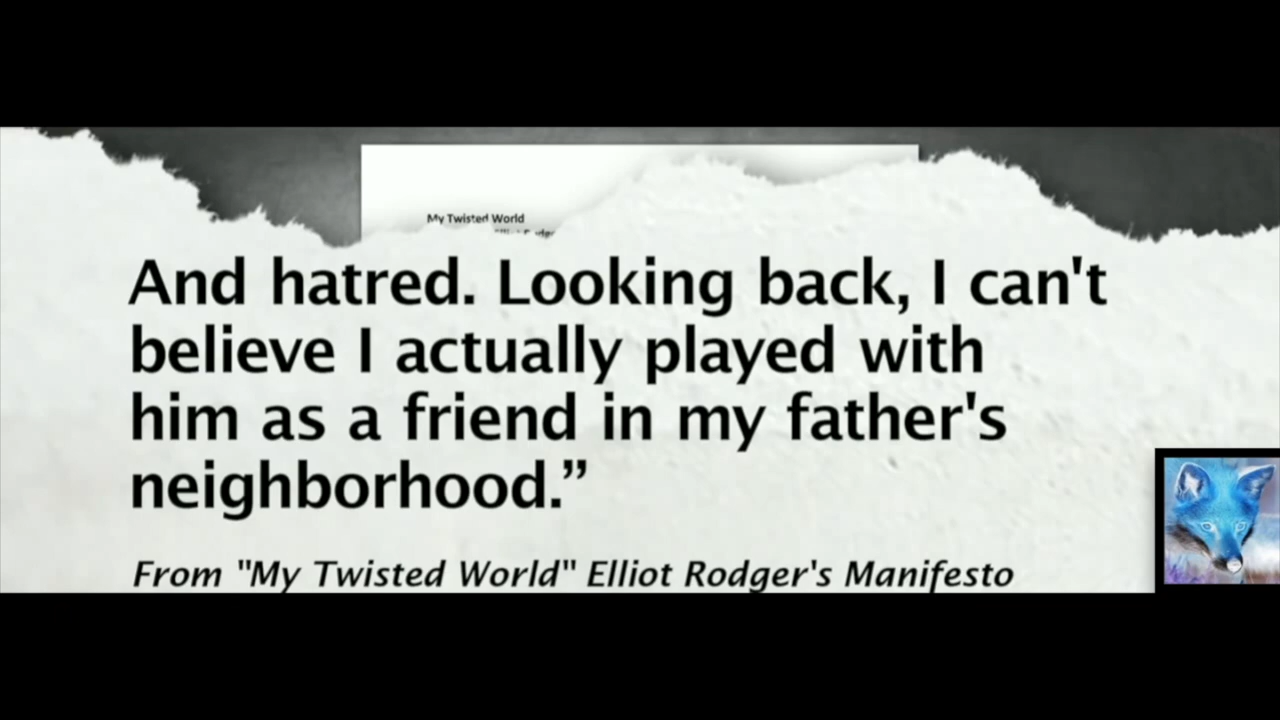 My Twisted World
And hatred. Looking back, I can't
believe I actually played with
him as a friend in my father's
neighborhood.”
From "My Twisted World" Elliot Rodger's Manifesto